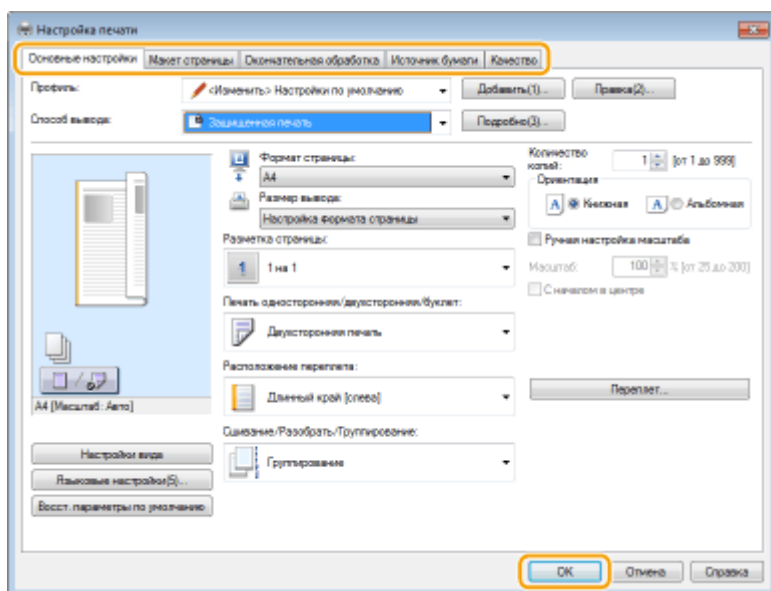 Настройка печати
Основные настройки Макет страницы Окончательная обработка Источник бумаги Качество
Профиль: <Изменить> Настройки по умолчанию Добавить(1)... Правка(2)...
Способ вывода: Защищенная печать Подробно(3)...
Формат страницы:
A4
Размер вывода:
Настройка формата страницы
Количество копий: 1 [от 1 до 999]
Ориентация
A Книжная A Альбомная
Разметка страницы:
1 1 на 1
Ручная настройка масштаба
Масштаб: 100 % [от 25 до 200]
С началом в центре
Печать односторонняя/двухсторонняя/буклет:
Двухсторонняя печать
Расположение переплета:
Длинный край [слева]
Переплет...
A4 [Масштаб: Авто]
Сшивание/Разобрать/Группирование:
Группирование
Настройки вида
Языковые настройки(5)...
Восст. параметры по умолчанию
OK Отмена Справка